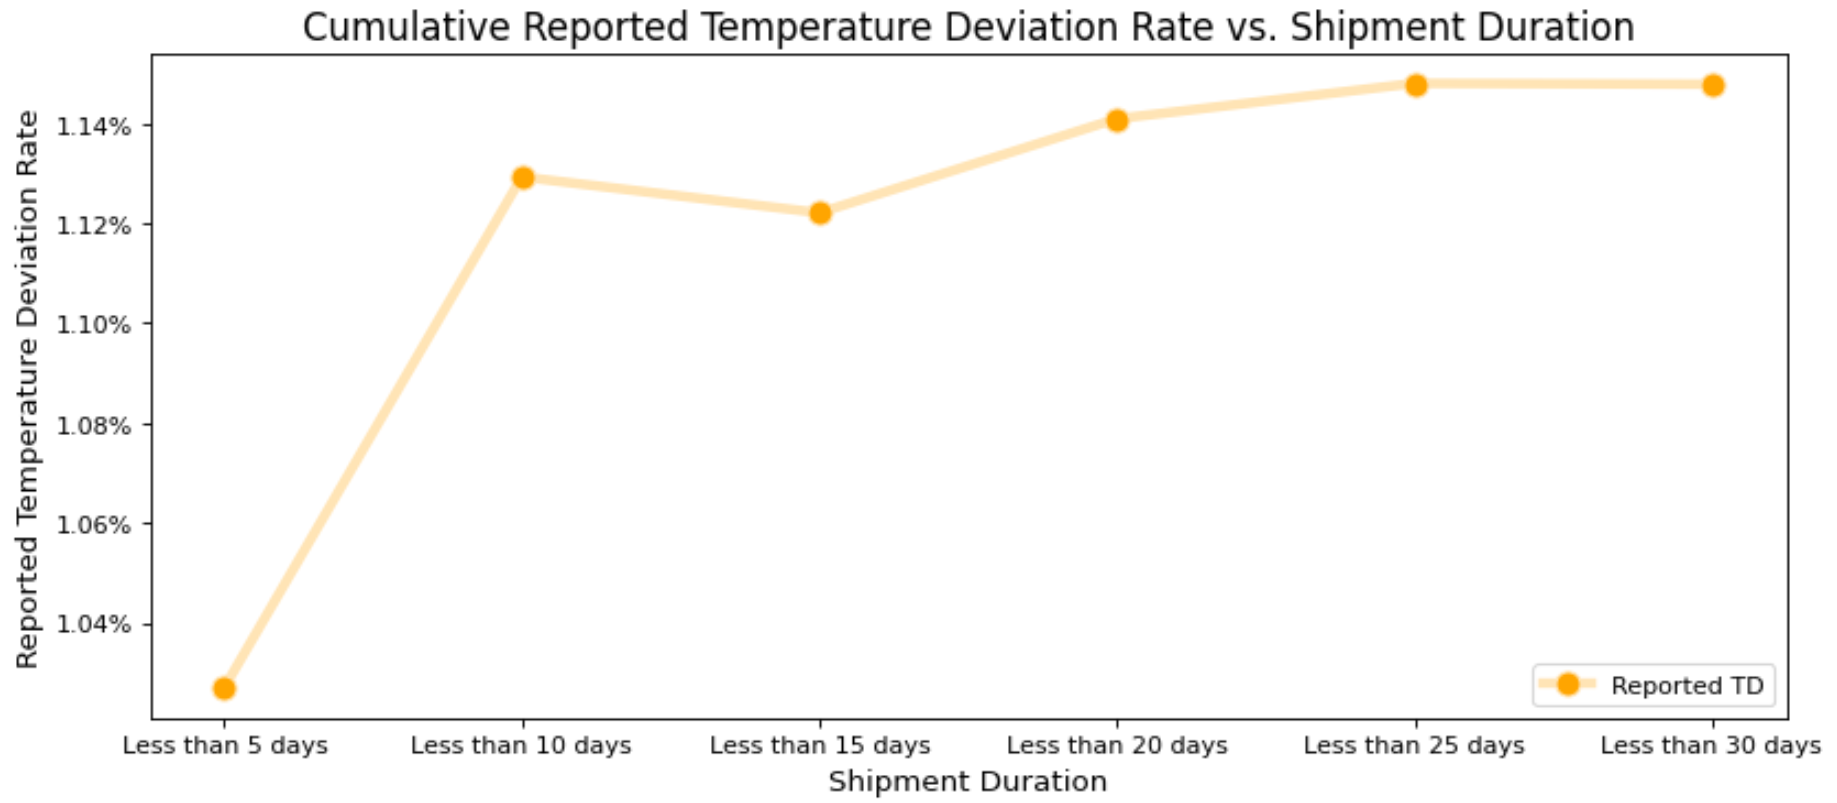 Cumulative Reported Temperature Deviation Rate vs. Shipment Duration
Reported Temperature Deviation Rate
1.14%
1.12%
1.10%
1.08%
1.06%
1.04%
Reported TD
Less than 5 days
Less than 10 days
Less than 15 days
Less than 20 days
Less than 25 days
Less than 30 days
Shipment Duration